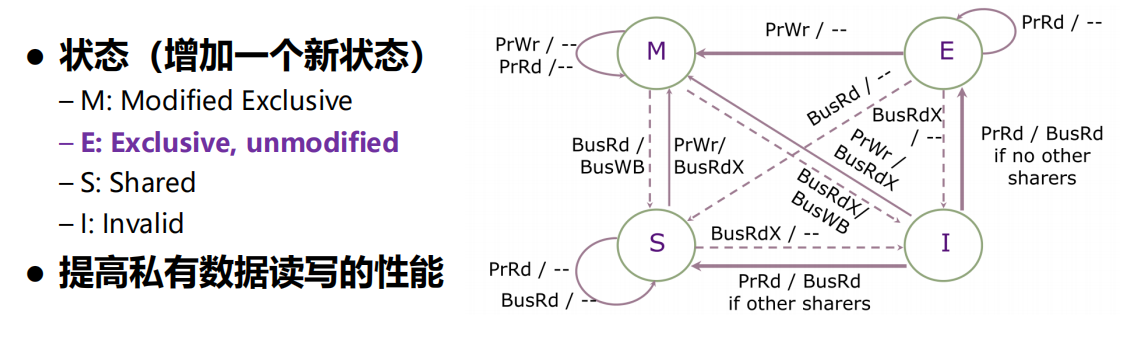 ● 状态（增加一个新状态）
– M: Modified Exclusive
– E: Exclusive, unmodified
– S: Shared
– I: Invalid
● 提高私有数据读写的性能
PrWr / --
PrRd /--
M
PrWr / --
E
PrRd / --
BusRd /
BusWB
PrWr/
BusRdX
BusRd / --
BusRdX
/ --
PrWr /
BusRdX
BusRdX/
BusWB
PrRd / BusRd
if no other
sharers
S
BusRdX / --
I
PrRd / --
BusRd / --
PrRd / BusRd
if other sharers